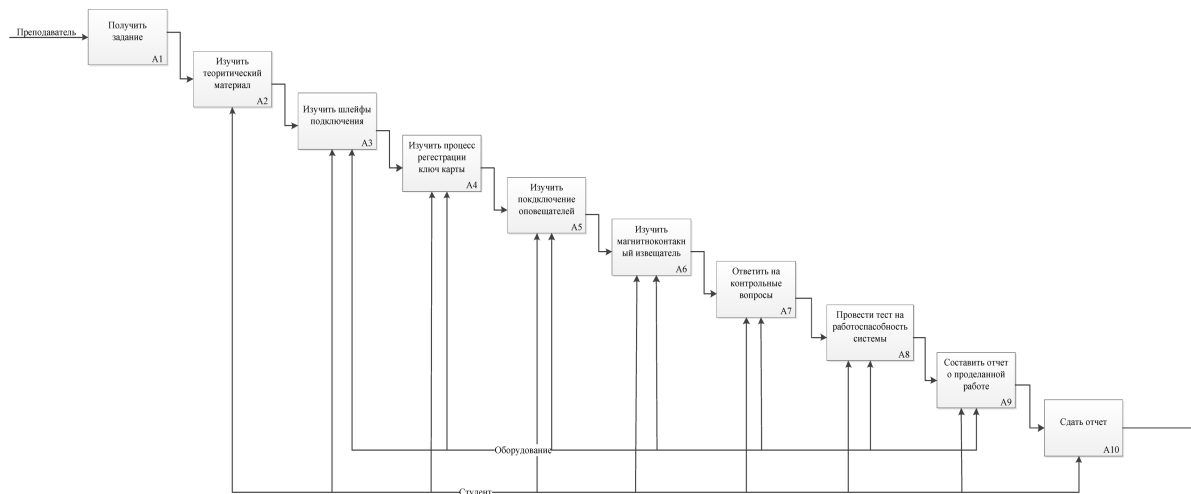 Преподаватель
Получить
задание
A1
Изучить
теоритический
материал
A2
Изучить шлейфы
подключения
A3
Изучить процесс
регестрации
ключ карты
A4
Изучить
покдключение
оповещателей
A5
Изучить
магнитноконтакн
ый извещатель
A6
Ответить на
контрольные
вопросы
A7
Провести тест на
работоспасобность
системы
A8
Составить отчет
о проделанной
работе
A9
Сдать отчет
A10
Оборудование
Студент